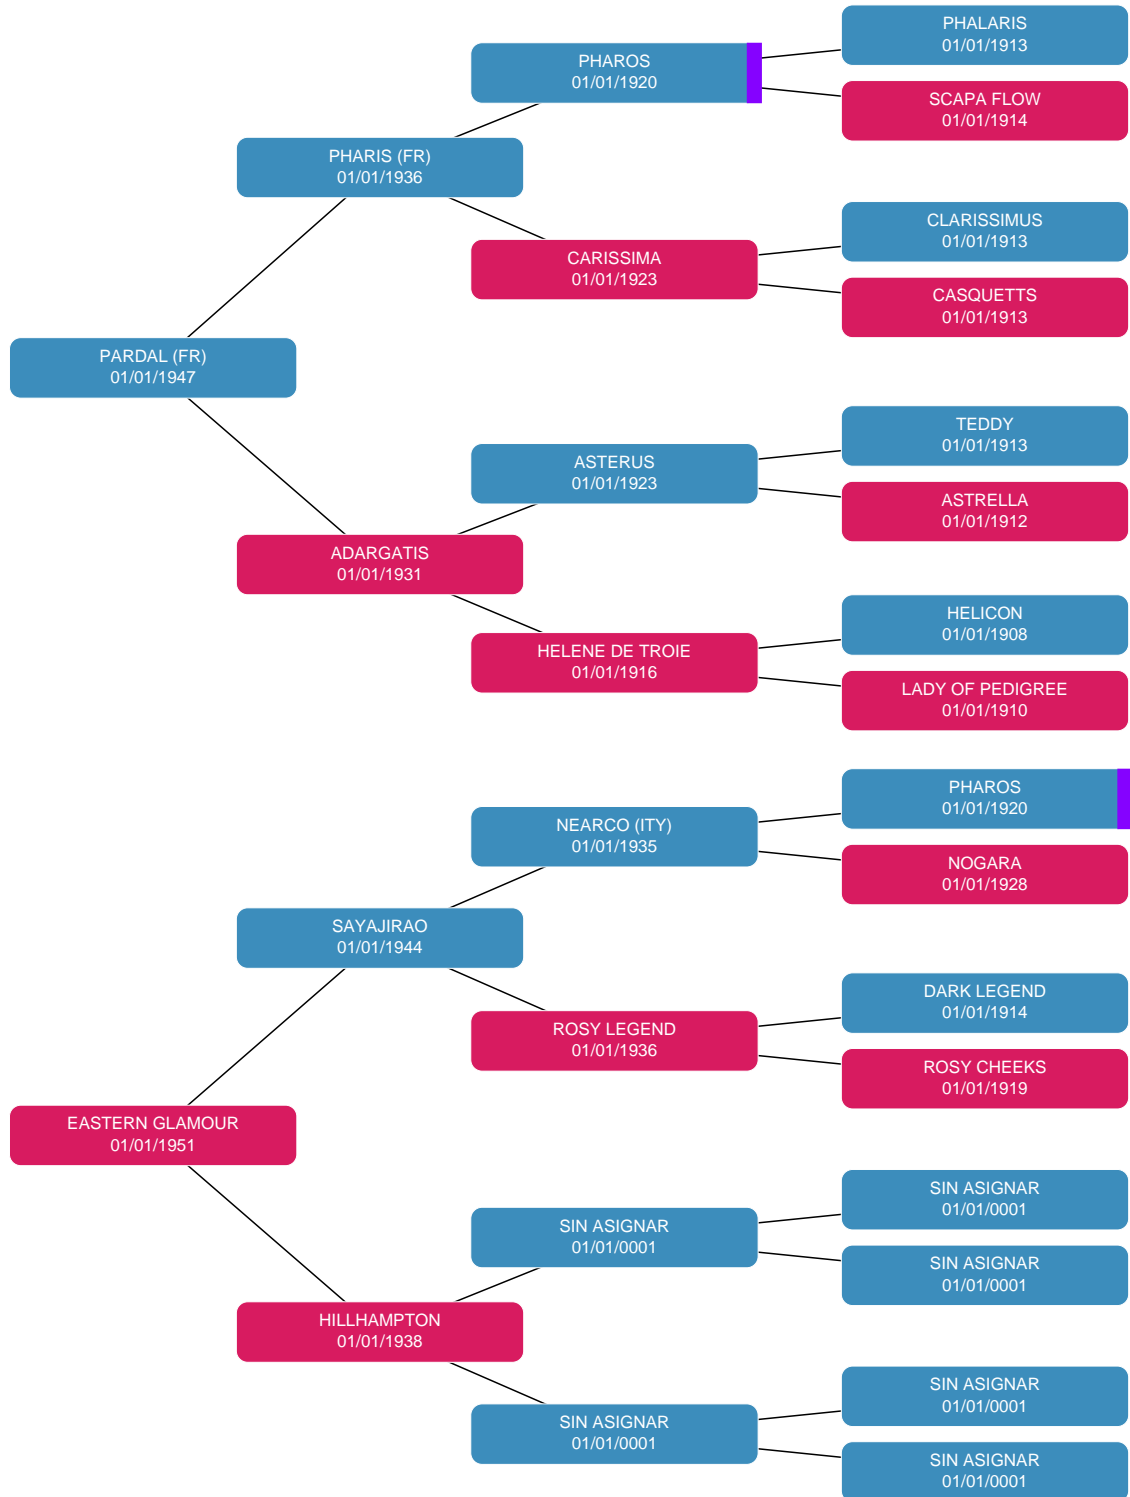 PHALARIS
01/01/1913
PHAROS
01/01/1920
SCAPA FLOW
01/01/1914
PHARIS (FR)
01/01/1936
CLARISSIMUS
01/01/1913
CARISSIMA
01/01/1923
CASQUETTS
01/01/1913
PARDAL (FR)
01/01/1947
TEDDY
01/01/1913
ASTERUS
01/01/1923
ASTRELLA
01/01/1912
ADARGATIS
01/01/1931
HELICON
01/01/1908
HELENE DE TROIE
01/01/1916
LADY OF PEDIGREE
01/01/1910
PHAROS
01/01/1920
NEARCO (ITY)
01/01/1935
NOGARA
01/01/1928
SAYAJIRAO
01/01/1944
DARK LEGEND
01/01/1914
ROSY LEGEND
01/01/1936
ROSY CHEEKS
01/01/1919
EASTERN GLAMOUR
01/01/1951
SIN ASIGNAR
01/01/0001
SIN ASIGNAR
01/01/0001
SIN ASIGNAR
01/01/0001
HILLHAMPTON
01/01/1938
SIN ASIGNAR
01/01/0001
SIN ASIGNAR
01/01/0001
SIN ASIGNAR
01/01/0001